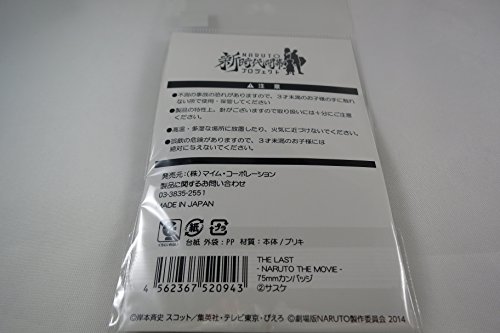 NARUTO
新時代開幕
プロジェクト
⚠ 注 意
●不測の事故の恐れがありますので、3才未満のお子様の手に触れ
ない所で使用・保管してください。
●製品の特性上、針がございますので取り扱いには十分にご注意く
ださい。
●高温・多湿な場所に放置したり、火気に近づけないでください。
●誤飲の危険がありますので、3才未満のお子様には
絶対に与えないでください。
発売元:(株)マイム・コーポレーション
製品に関するお問い合わせ
03-3835-2551
MADE IN JAPAN
紙
台紙 外袋:PP 材質:本体/ブリキ
THE LAST
- NARUTO THE MOVIE -
75mmカンバッジ
②サスケ
4 562367 520943
©岸本斉史 スコット/集英社・テレビ東京・ぴえろ ©劇場版NARUTO製作委員会 2014